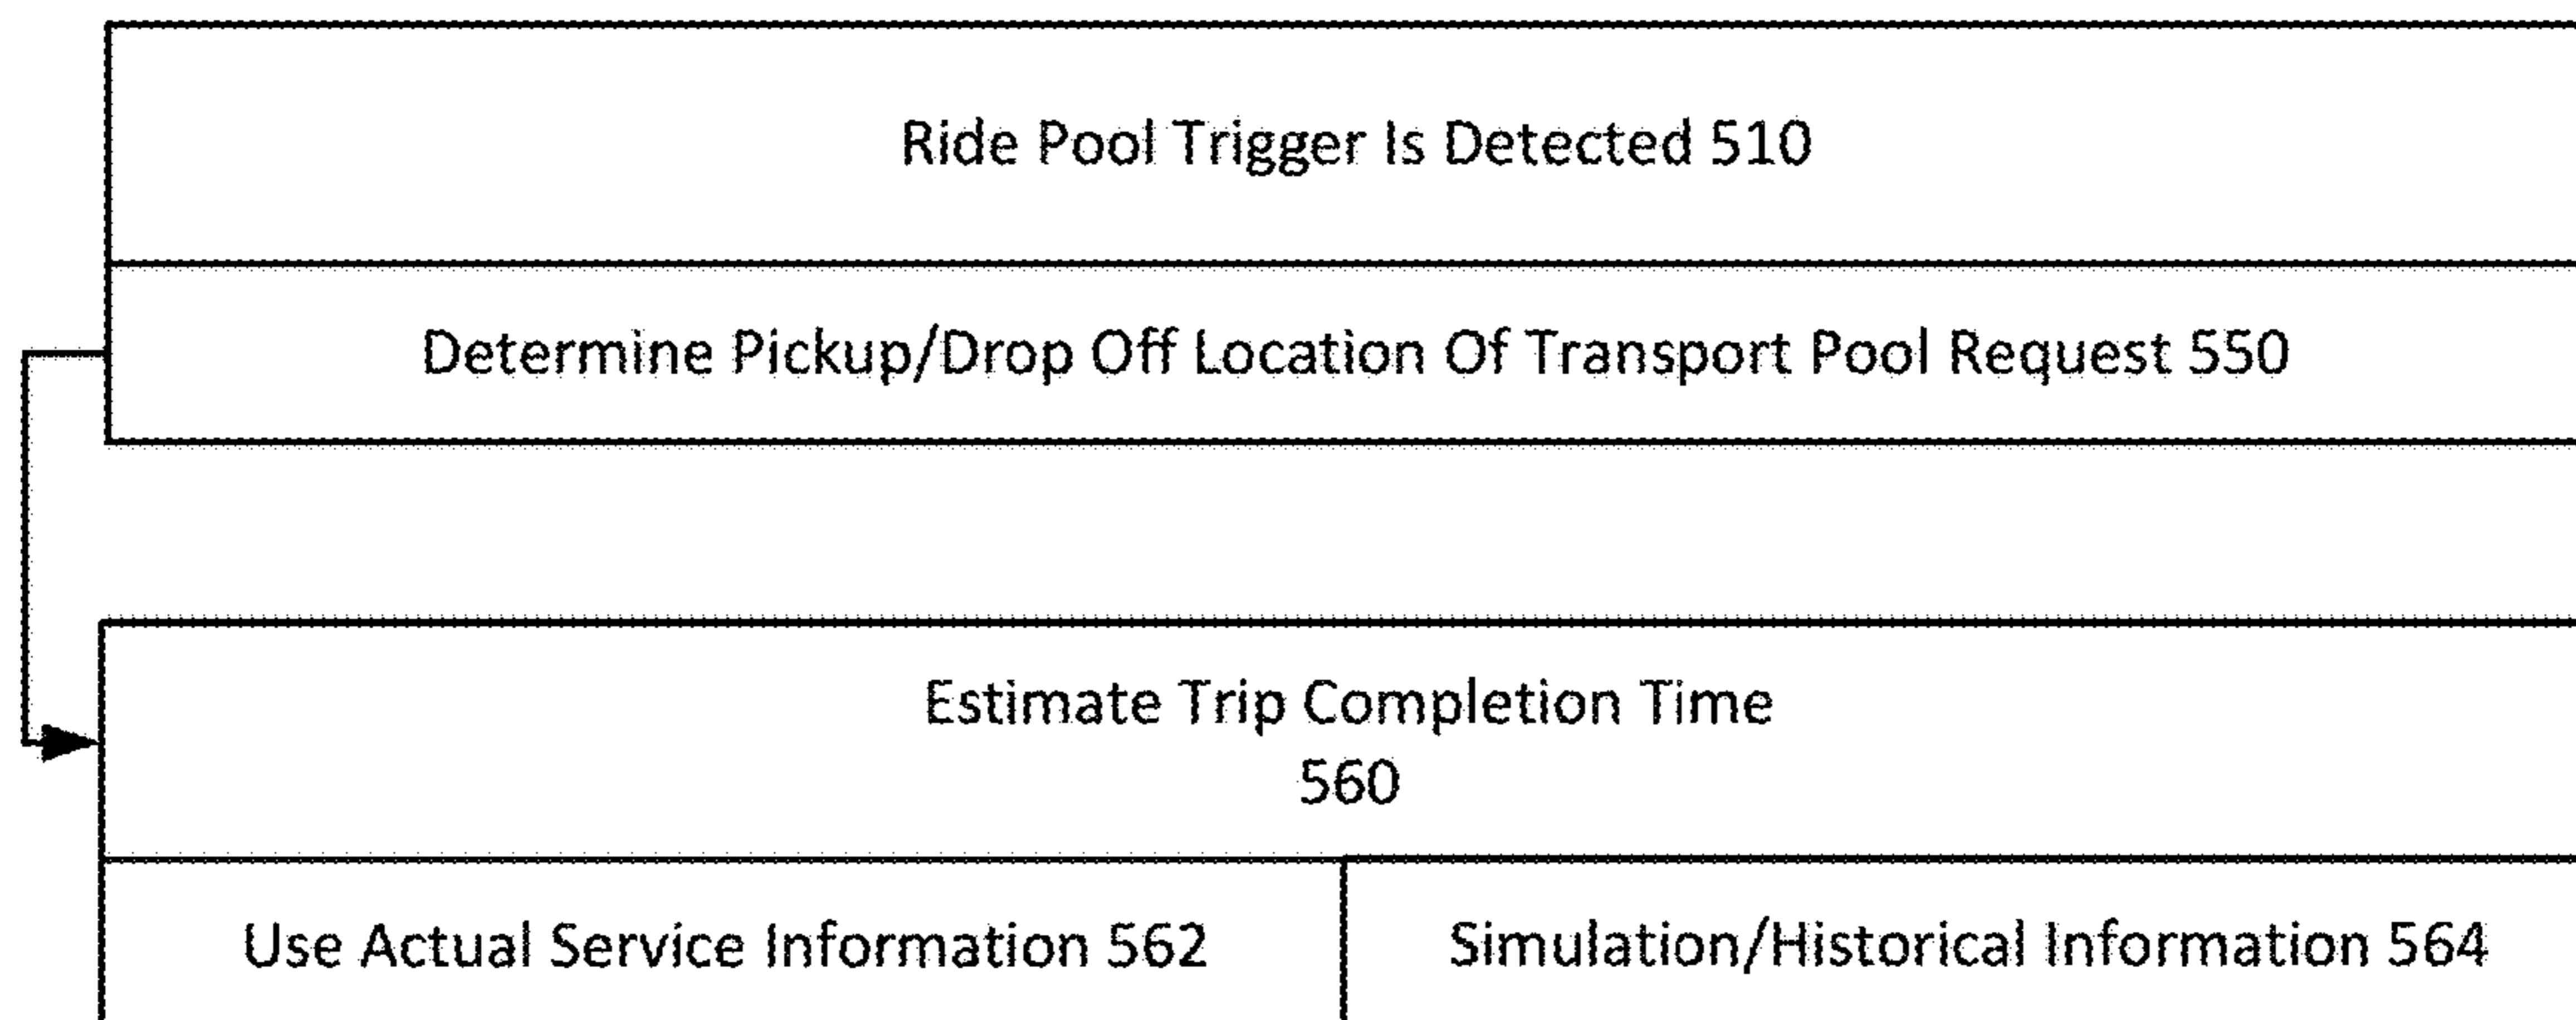 Ride Pool Trigger Is Detected 510
Determine Pickup/Drop Off Location Of Transport Pool Request 550
Estimate Trip Completion Time
560
Use Actual Service Information 562
Simulation/Historical Information 564